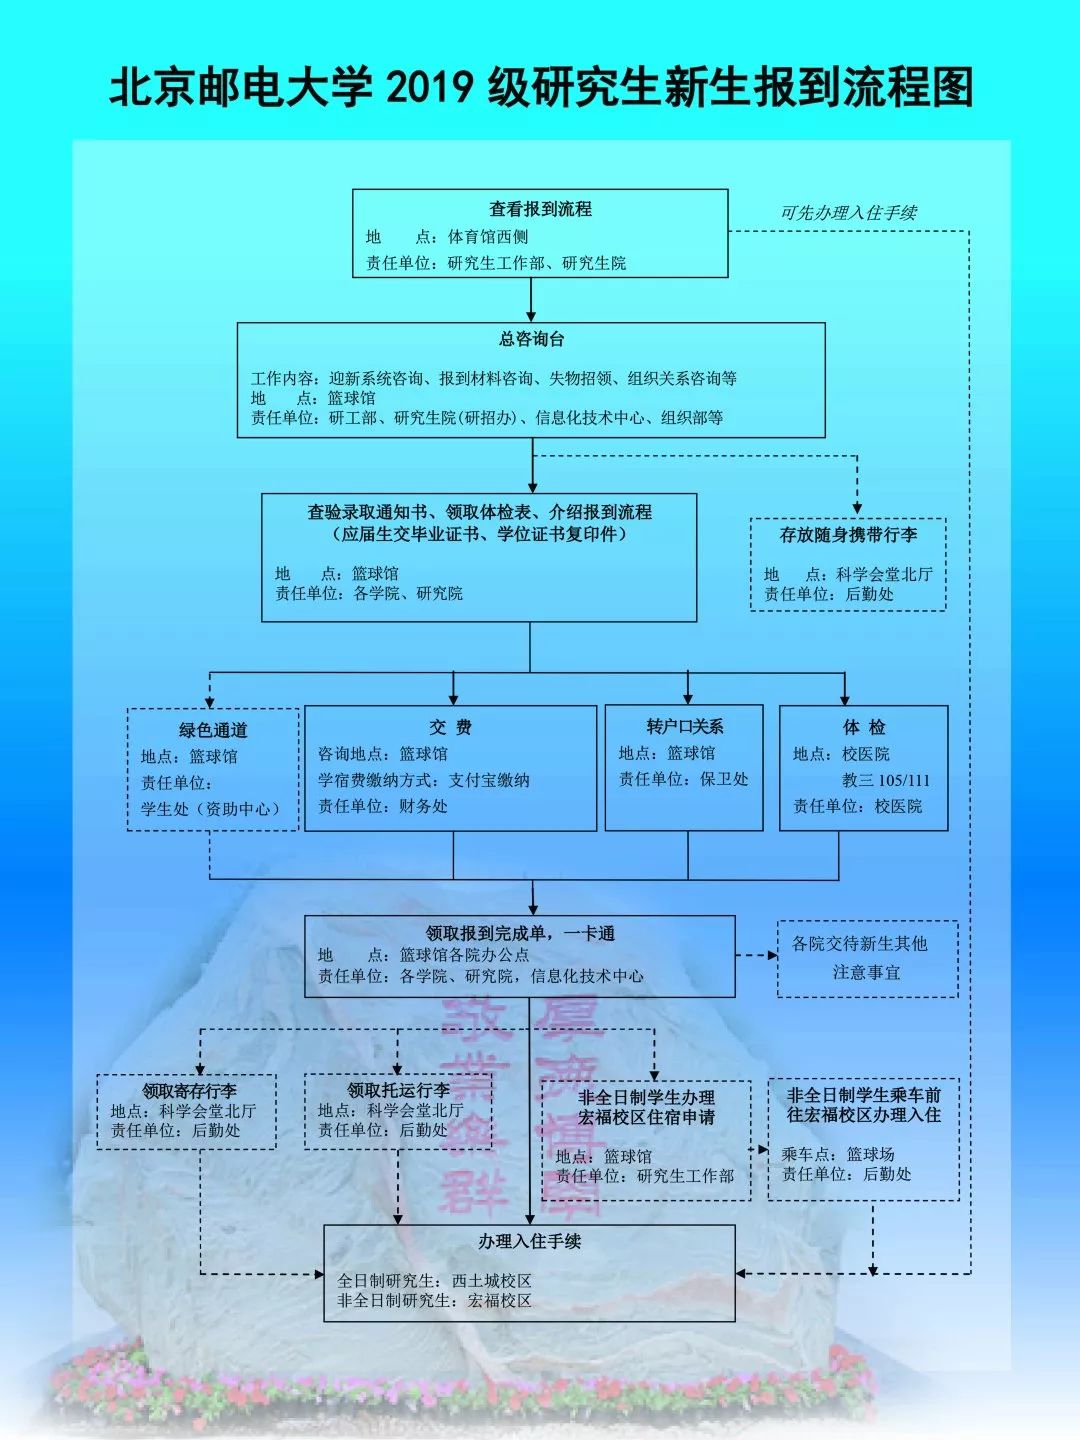 北京邮电大学 2019 级研究生新生报到流程图
查看报到流程
地 点：体育馆西侧
责任单位：研究生工作部、研究生院
可先办理入住手续
总咨询台
工作内容：迎新系统咨询、报到材料咨询、失物招领、组织关系咨询等
地 点：篮球馆
责任单位：研工部、研究生院(研招办)、信息化技术中心、组织部等
查验录取通知书、领取体检表、介绍报到流程
（应届生交毕业证书、学位证书复印件）
地 点：篮球馆
责任单位：各学院、研究院
存放随身携带行李
地 点：科学会堂北厅
责任单位：后勤处
绿色通道
地点：篮球馆
责任单位：
学生处（资助中心）
交 费
咨询地点：篮球馆
学宿费缴纳方式：支付宝缴纳
责任单位：财务处
转户口关系
地点：篮球馆
责任单位：保卫处
体 检
地点：校医院
教三 105/111
责任单位：校医院
领取报到完成单，一卡通
地 点：篮球馆各院办公点
责任单位：各学院、研究院，信息化技术中心
各院交待新生其他
注意事宜
领取寄存行李
地点：科学会堂北厅
责任单位：后勤处
领取托运行李
地点：科学会堂北厅
责任单位：后勤处
非全日制学生办理
宏福校区住宿申请
地点：篮球馆
责任单位：研究生工作部
非全日制学生乘车前
往宏福校区办理入住
乘车点：篮球场
责任单位：后勤处
办理入住手续
全日制研究生：西土城校区
非全日制研究生：宏福校区
厚德博学
敬業樂群